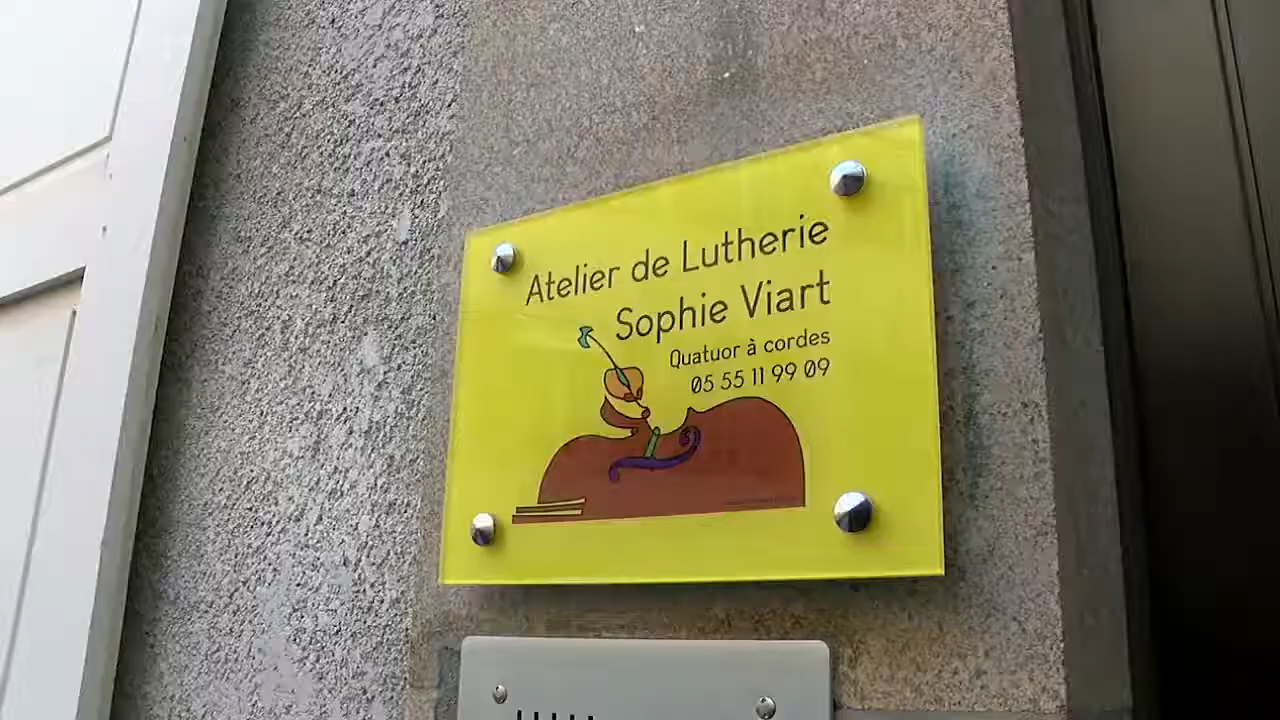 Atelier de Lutherie
Sophie Viart
Quatuor à cordes
05 55 11 99 09